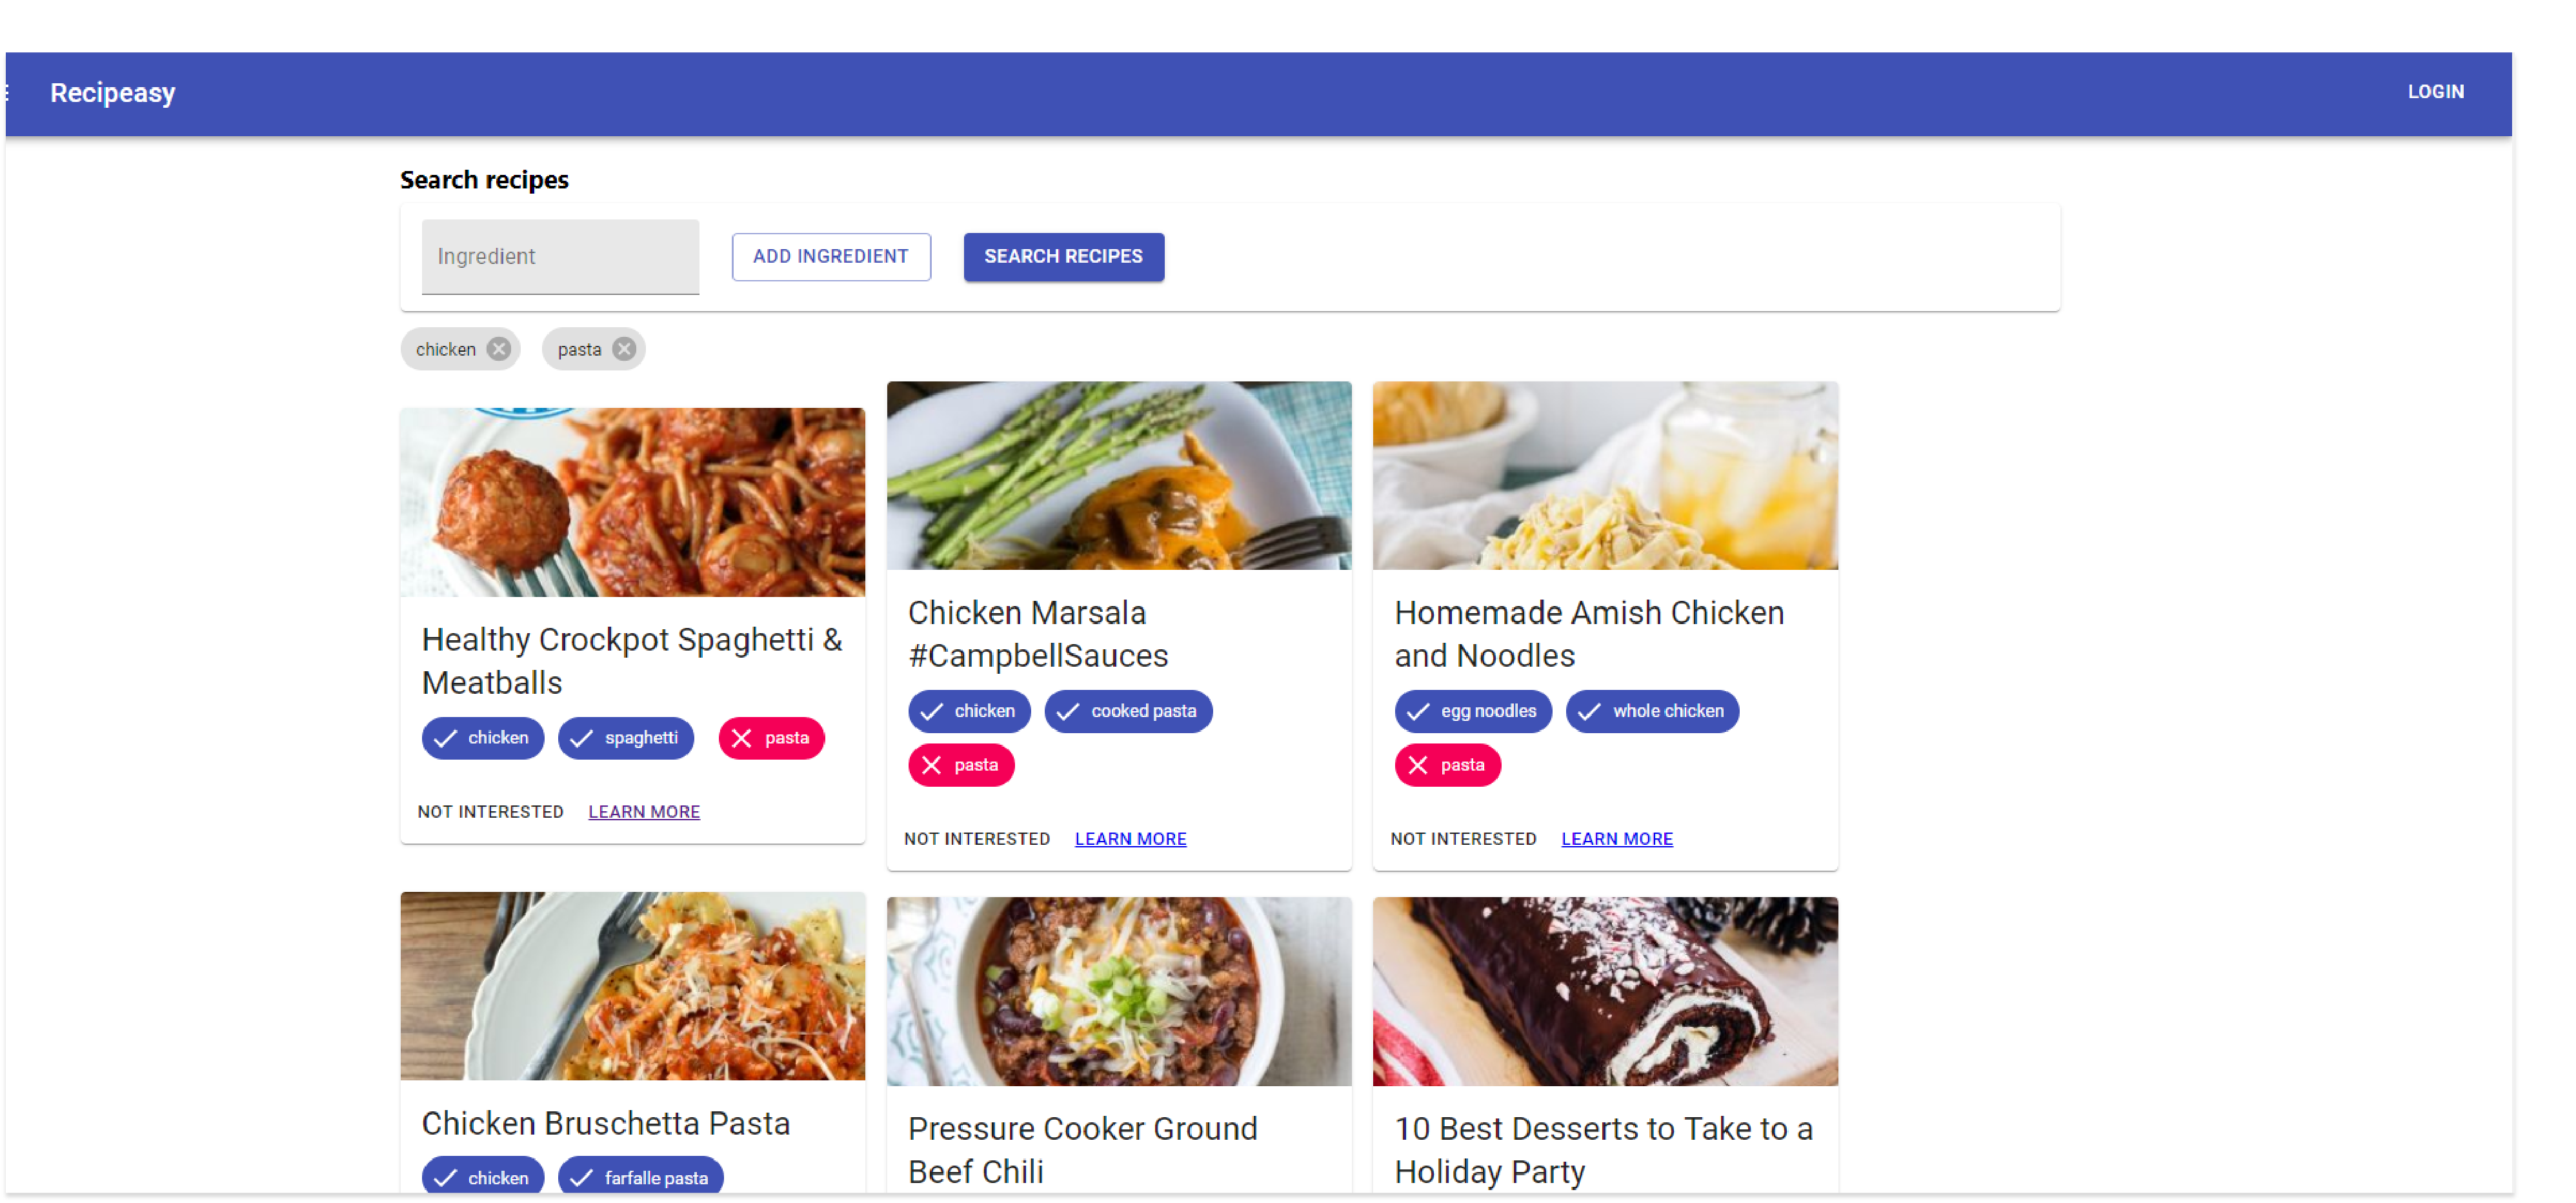 Recipeasy
LOGIN
Search recipes
Ingredient
ADD INGREDIENT
SEARCH RECIPES
chicken
pasta
Healthy Crockpot Spaghetti &
Meatballs
chicken
spaghetti
pasta
NOT INTERESTED
LEARN MORE
Chicken Marsala
#CampbellSauces
chicken
cooked pasta
pasta
NOT INTERESTED
LEARN MORE
Homemade Amish Chicken
and Noodles
egg noodles
whole chicken
pasta
NOT INTERESTED
LEARN MORE
Chicken Bruschetta Pasta
chicken
farfalle pasta
Pressure Cooker Ground
Beef Chili
10 Best Desserts to Take to a
Holiday Party